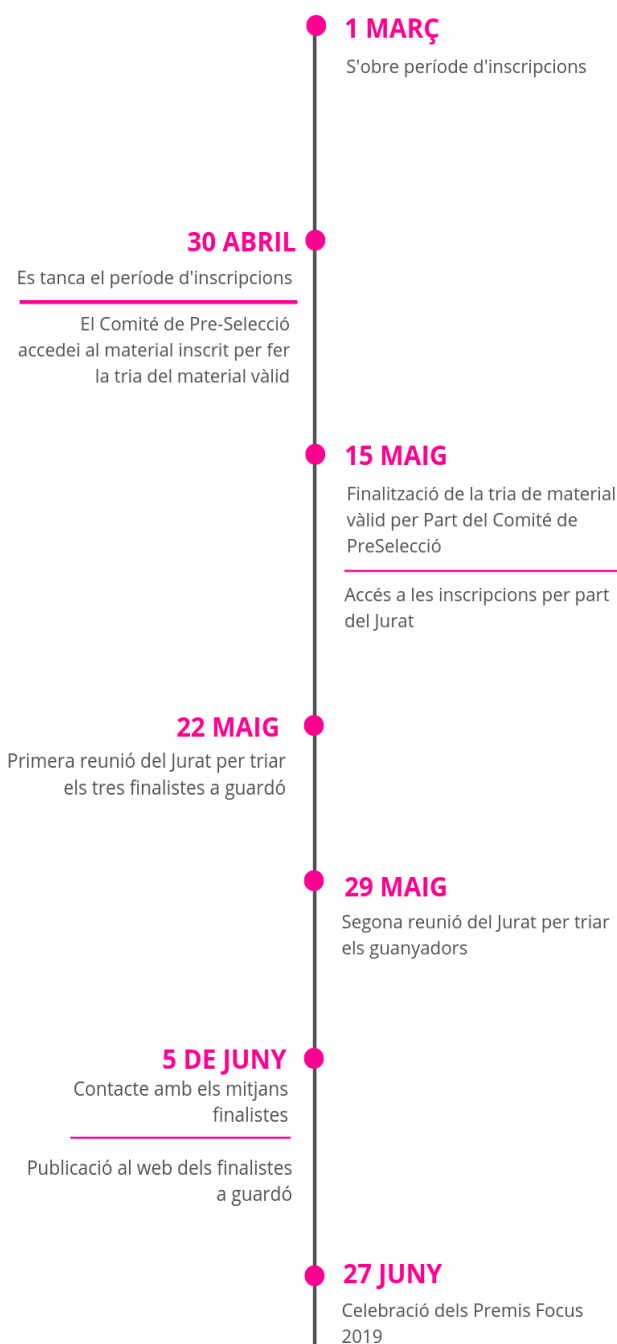 1 MARÇ
S'obre període d'inscripcions
30 ABRIL
Es tanca el període d'inscripcions
El Comité de Pre-Selecció
accedei al material inscrit per fer
la tria del material vàlid
15 MAIG
Finalització de la tria de material
vàlid per Part del Comité de
PreSelecció
Accés a les inscripcions per part
del Jurat
22 MAIG
Primera reunió del Jurat per triar
els tres finalistes a guardó
29 MAIG
Segona reunió del Jurat per triar
els guanyadors
5 DE JUNY
Contacte amb els mitjans
finalistes
Publicació al web dels finalistes
a guardó
27 JUNY
Celebració dels Premis Focus
2019